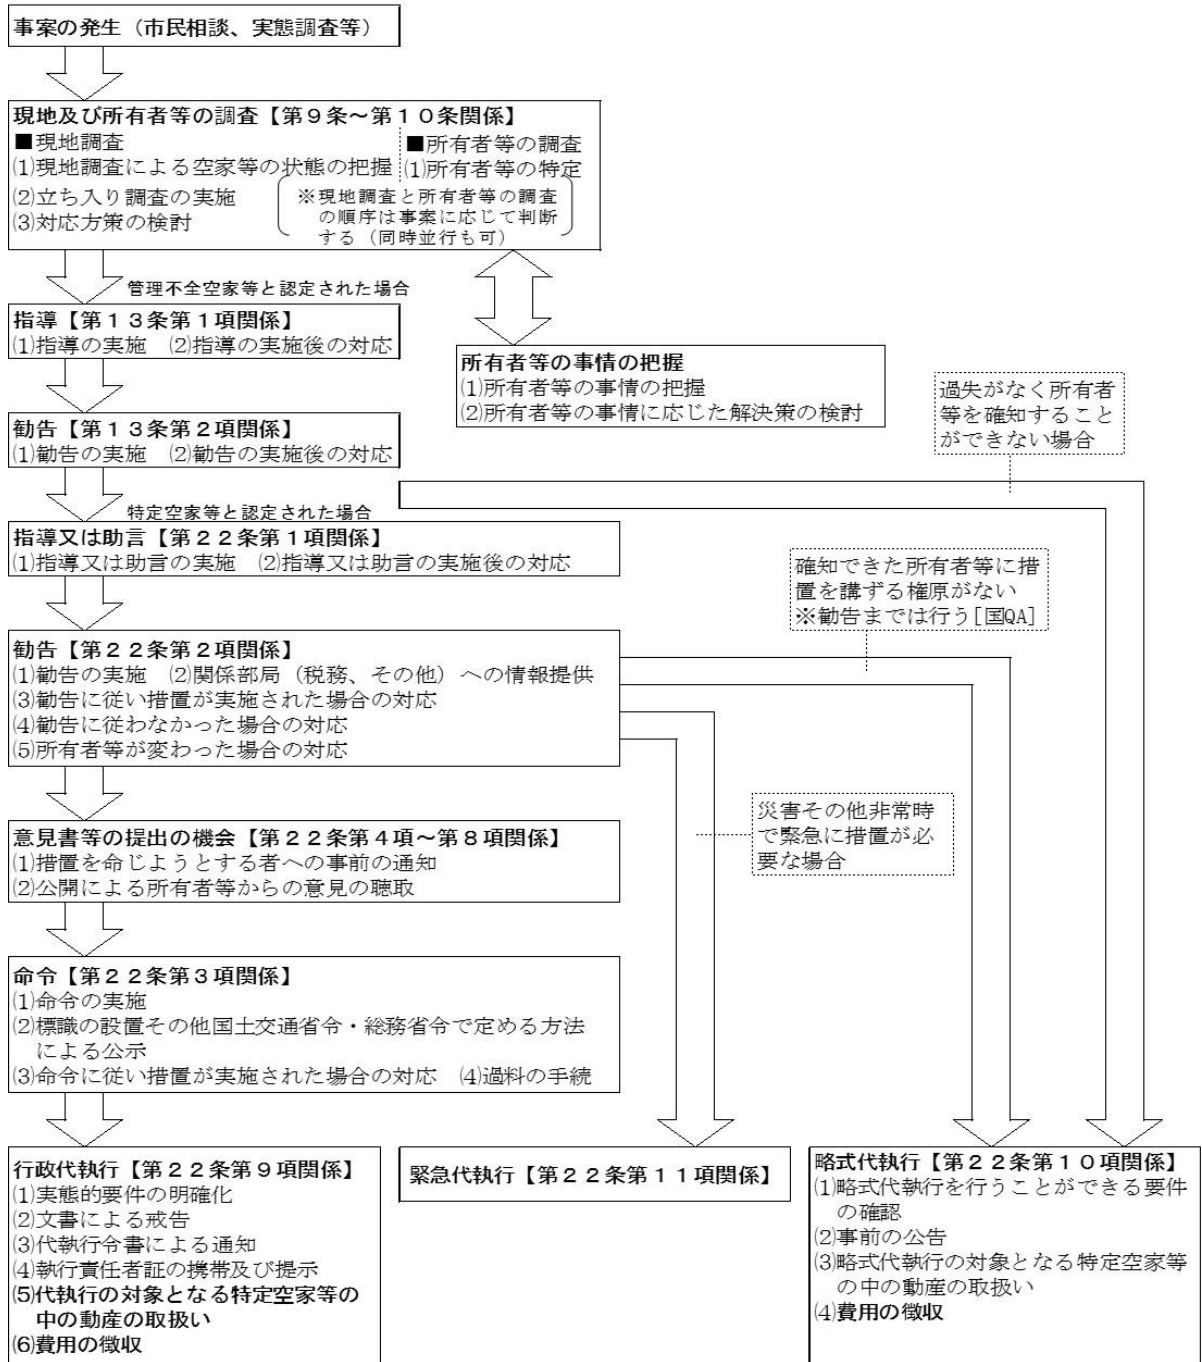 事案の発生（市民相談、実態調査等）
現地及び所有者等の調査【第９条～第１０条関係】
■現地調査
⑴現地調査による空家等の状態の把握
⑵立ち入り調査の実施
⑶対応方策の検討
■所有者等の調査
⑴所有者等の特定
※現地調査と所有者等の調査
の順序は事案に応じて判断
する（同時並行も可）
管理不全空家等と認定された場合
指導【第１３条第１項関係】
⑴指導の実施　⑵指導の実施後の対応
所有者等の事情の把握
⑴所有者等の事情の把握
⑵所有者等の事情に応じた解決策の検討
過失がなく所有者
等を確知すること
ができない場合
勧告【第１３条第２項関係】
⑴勧告の実施　⑵勧告の実施後の対応
特定空家等と認定された場合
指導又は助言【第２２条第１項関係】
⑴指導又は助言の実施　⑵指導又は助言の実施後の対応
確知できた所有者等に措
置を講ずる権原がない
※勧告までは行う[国QA]
勧告【第２２条第２項関係】
⑴勧告の実施　⑵関係部局（税務、その他）への情報提供
⑶勧告に従い措置が実施された場合の対応
⑷勧告に従わなかった場合の対応
⑸所有者等が変わった場合の対応
災害その他非常時
で緊急に措置が必
要な場合
意見書等の提出の機会【第２２条第４項～第８項関係】
⑴措置を命じようとする者への事前の通知
⑵公開による所有者等からの意見の聴取
命令【第２２条第３項関係】
⑴命令の実施
⑵標識の設置その他国土交通省令・総務省令で定める方法
による公示
⑶命令に従い措置が実施された場合の対応　⑷過料の手続
行政代執行【第２２条第９項関係】
⑴実態的要件の明確化
⑵文書による戒告
⑶代執行令書による通知
⑷執行責任者証の携帯及び提示
⑸代執行の対象となる特定空家等の
中の動産の取扱い
⑹費用の徴収
緊急代執行【第２２条第１１項関係】
略式代執行【第２２条第１０項関係】
⑴略式代執行を行うことができる要件
の確認
⑵事前の公告
⑶略式代執行の対象となる特定空家等
の中の動産の取扱い
⑷費用の徴収